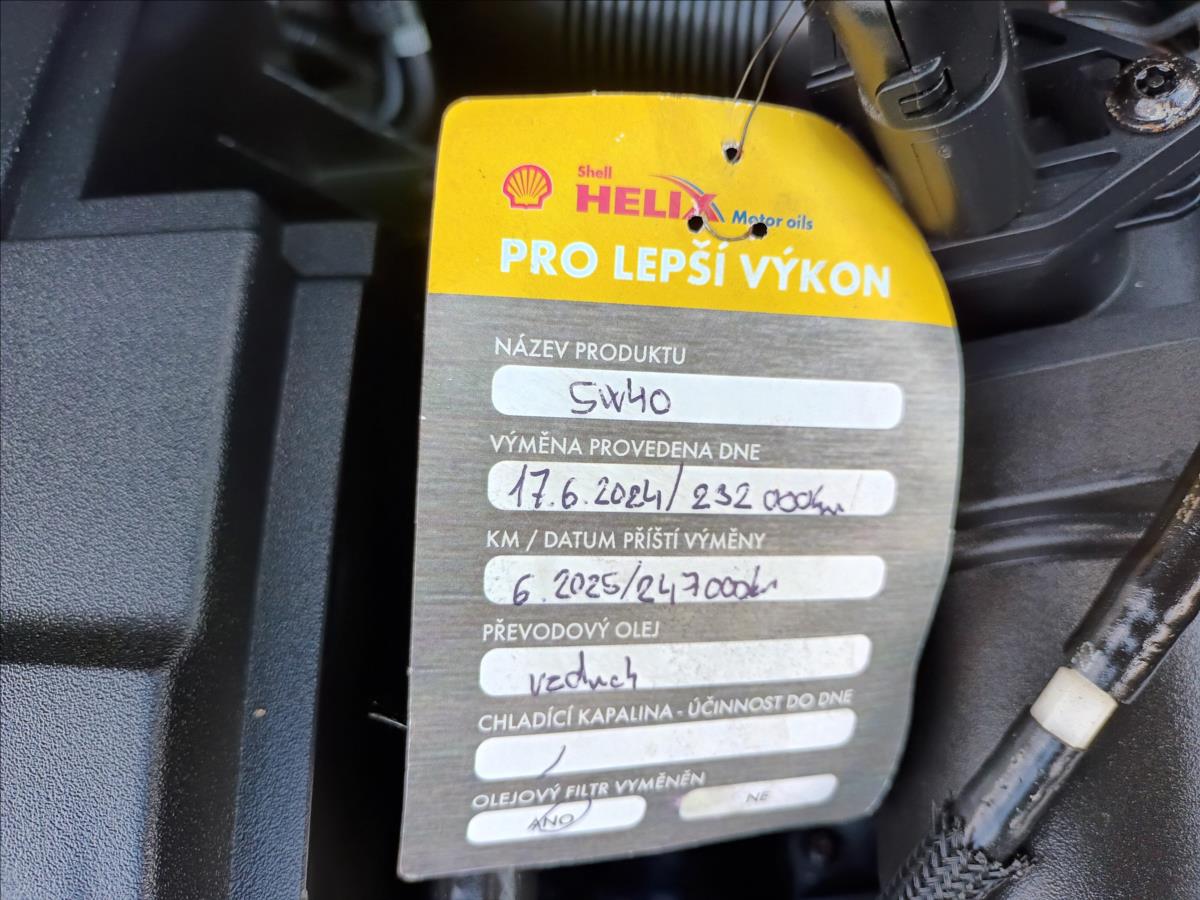 Shell
HELIX Motor oils
PRO LEPŠÍ VÝKON
NÁZEV PRODUKTU
5W40
VÝMĚNA PROVEDENA DNE
17.6.2024/232 000km
KM / DATUM PŘÍŠTÍ VÝMĚNY
6.2025/247000km
PŘEVODOVÝ OLEJ
vzduch
CHLADÍCÍ KAPALINA - ÚČINNOST DO DNE
OLEJOVÝ FILTR VYMĚNĚN
ANO NE